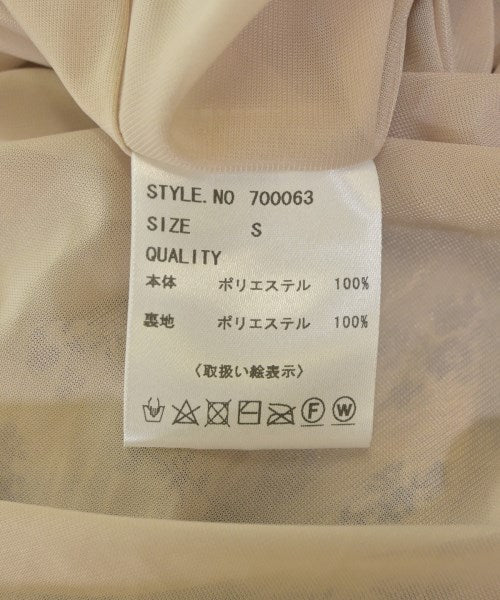 STYLE.NO 700063
SIZE S
QUALITY
本体 ポリエステル 100%
裏地 ポリエステル 100%
〈取扱い絵表示〉
F W